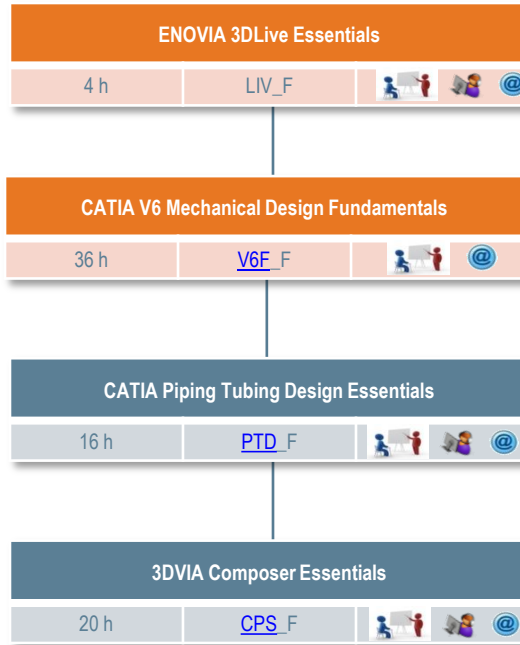 ENOVIA 3DLive Essentials
4 h LIV_F @
CATIA V6 Mechanical Design Fundamentals
36 h V6F_F @
CATIA Piping Tubing Design Essentials
16 h PTD_F @
3DVIA Composer Essentials
20 h CPS_F @